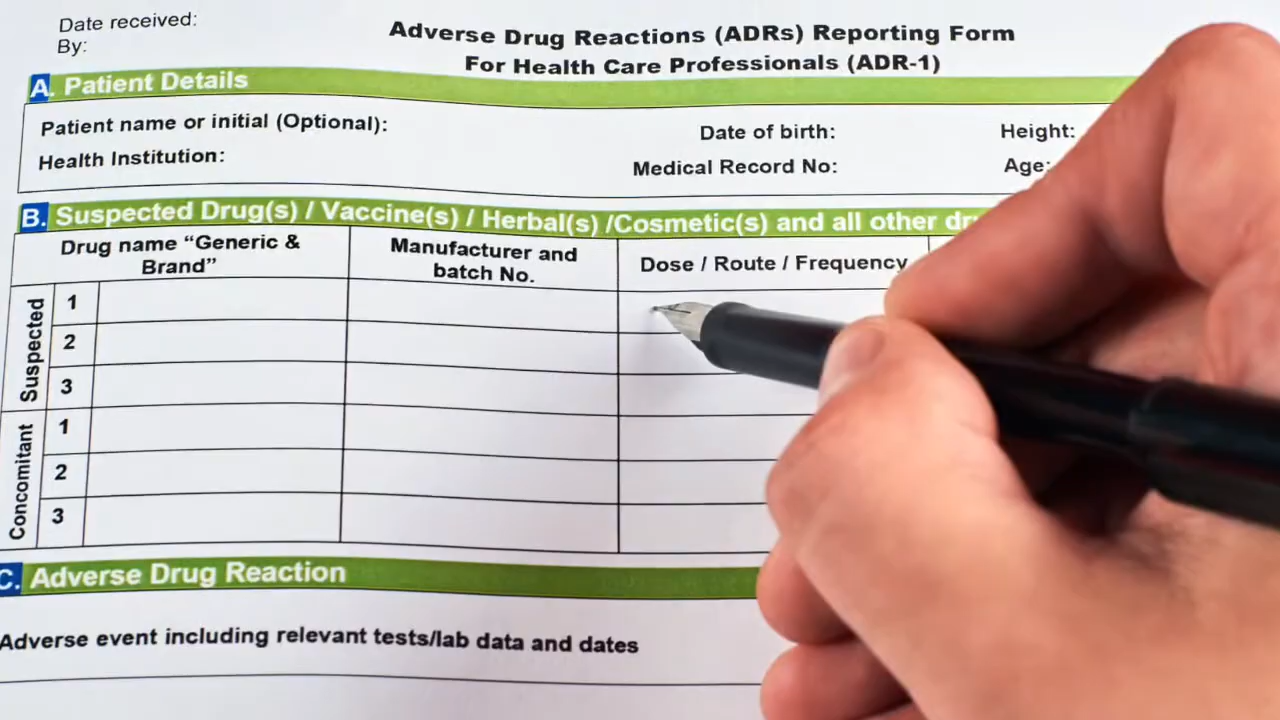 Date received:
By:
Adverse Drug Reactions (ADRs) Reporting Form
For Health Care Professionals (ADR-1)
A. Patient Details
Patient name or initial (Optional):
Date of birth:
Height:
Health Institution:
Medical Record No:
Age:
B. Suspected Drug(s) / Vaccine(s) / Herbal(s) /Cosmetic(s) and all other
Drug name “Generic &
Brand”
Manufacturer and
batch No.
Dose / Route / Frequency
Suspected
1
2
3
Concomitant
1
2
3
C. Adverse Drug Reaction
Adverse event including relevant tests/lab data and dates